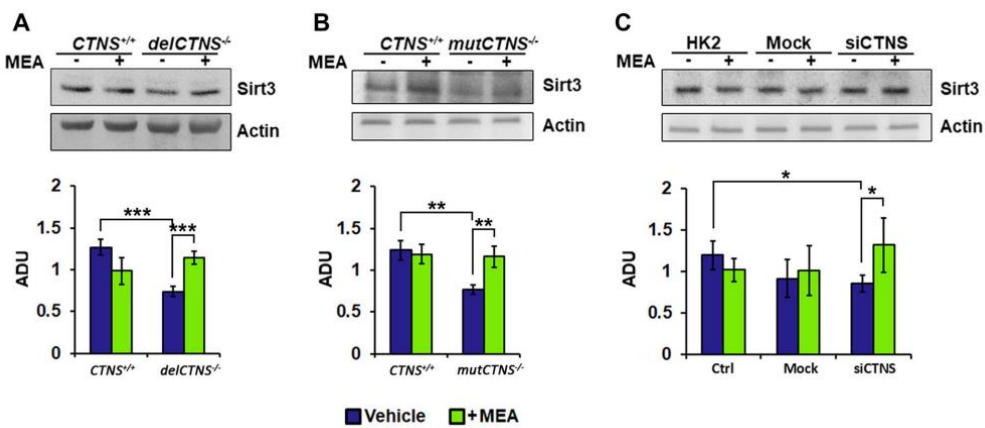 A
CTNS+/+ delCTNS-/-
MEA - + - +
Sirt3
Actin
2
1.5
1
0.5
0
ADU
***
***
CTNS+/+ delCTNS-/-
B
CTNS+/+ mutCTNS-/-
MEA - + - +
Sirt3
Actin
2
1.5
1
0.5
0
ADU
**
**
CTNS+/+ mutCTNS-/-
C
HK2 Mock siCTNS
MEA - + - + - +
Sirt3
Actin
2
1.5
1
0.5
0
ADU
*
*
Ctrl Mock siCTNS
Vehicle +MEA